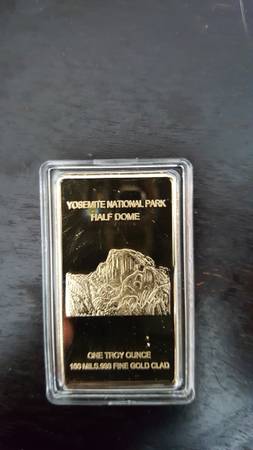 YOSEMITE NATIONAL PARK
HALF DOME
ONE TROY OUNCE
100 MILS .999 FINE GOLD CLAD